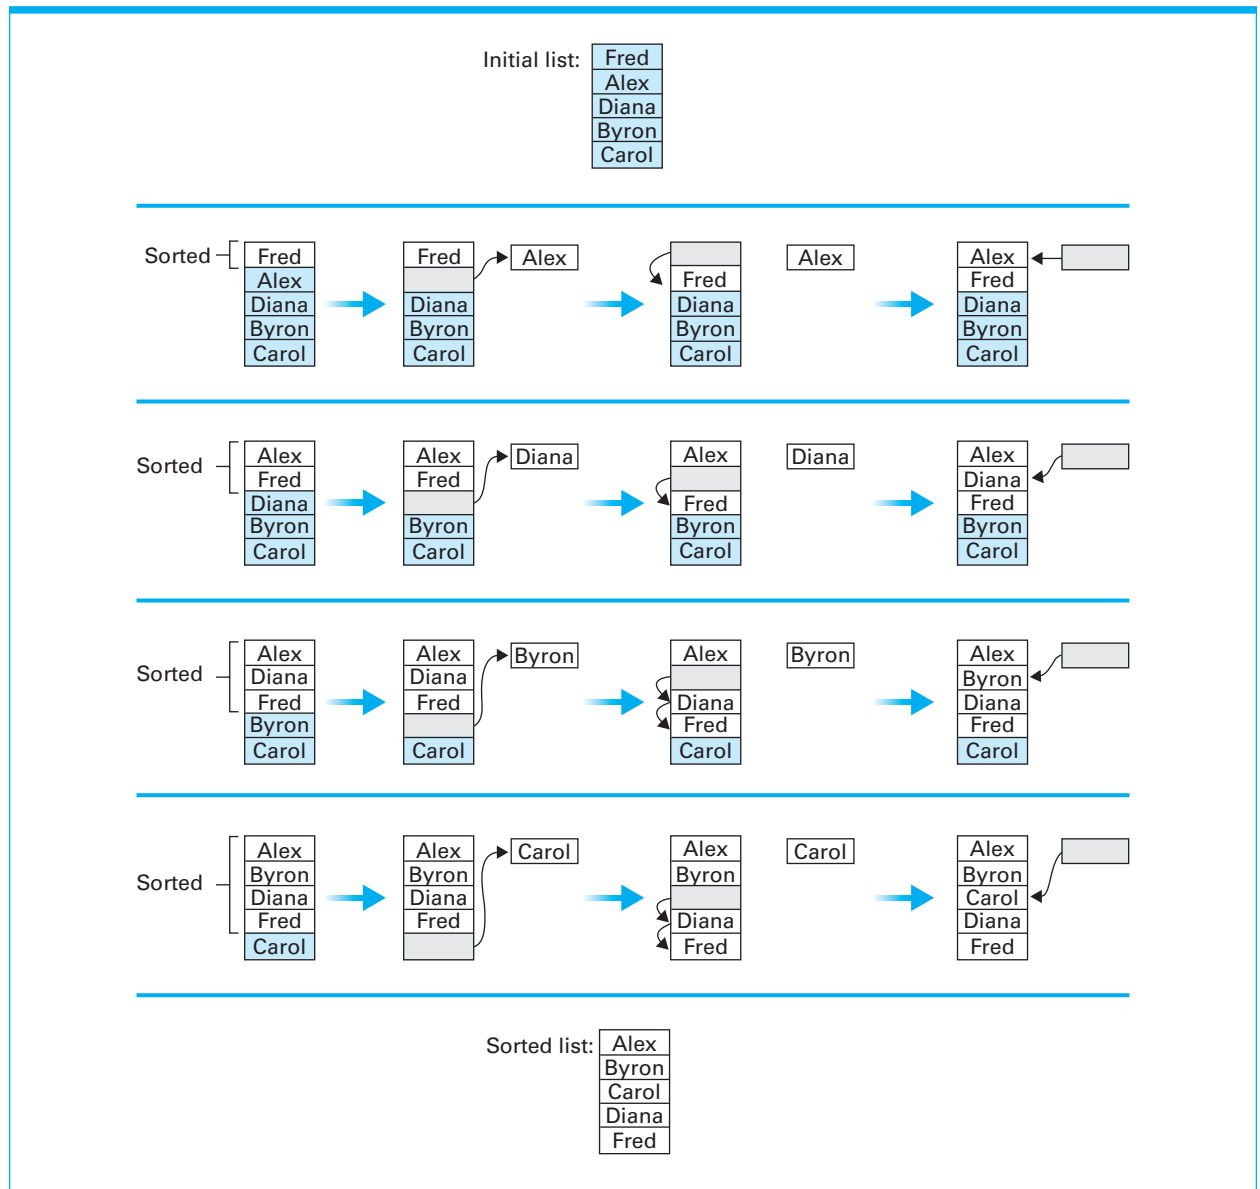 Initial list: Fred
Alex
Diana
Byron
Carol
Sorted Fred Fred Alex Alex Alex
Alex Fred Fred
Diana Diana Diana Diana
Byron Byron Byron Byron
Carol Carol Carol Carol
Sorted Alex Alex Diana Alex Diana Alex
Fred Fred Diana
Diana Fred Fred
Byron Byron Byron Byron
Carol Carol Carol Carol
Sorted Alex Alex Byron Alex Byron Alex
Diana Diana Byron
Fred Fred Diana Diana
Byron Fred Fred
Carol Carol Carol Carol
Sorted Alex Alex Carol Alex Carol Alex
Byron Byron Byron Byron
Diana Diana Carol
Fred Fred Diana Diana
Carol Fred Fred
Sorted list: Alex
Byron
Carol
Diana
Fred